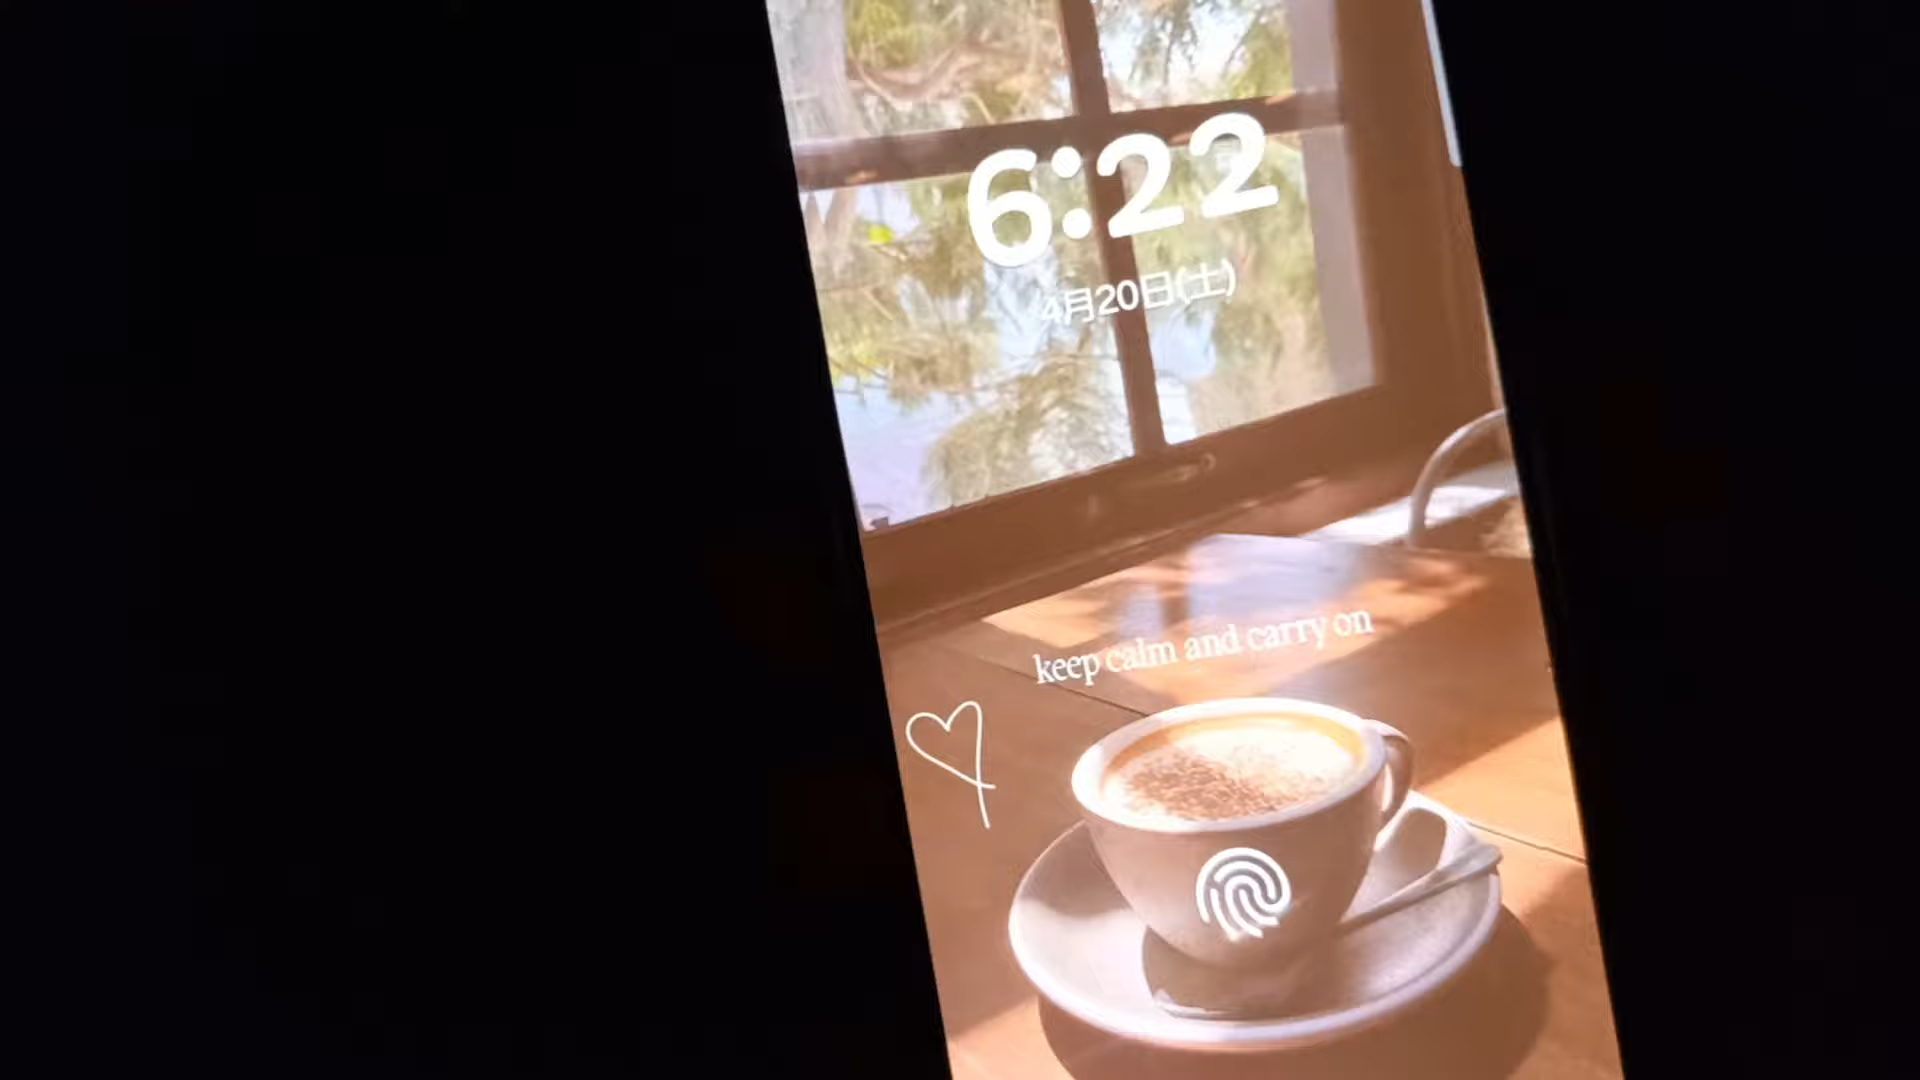 6:22
4月20日(土)
keep calm and carry on